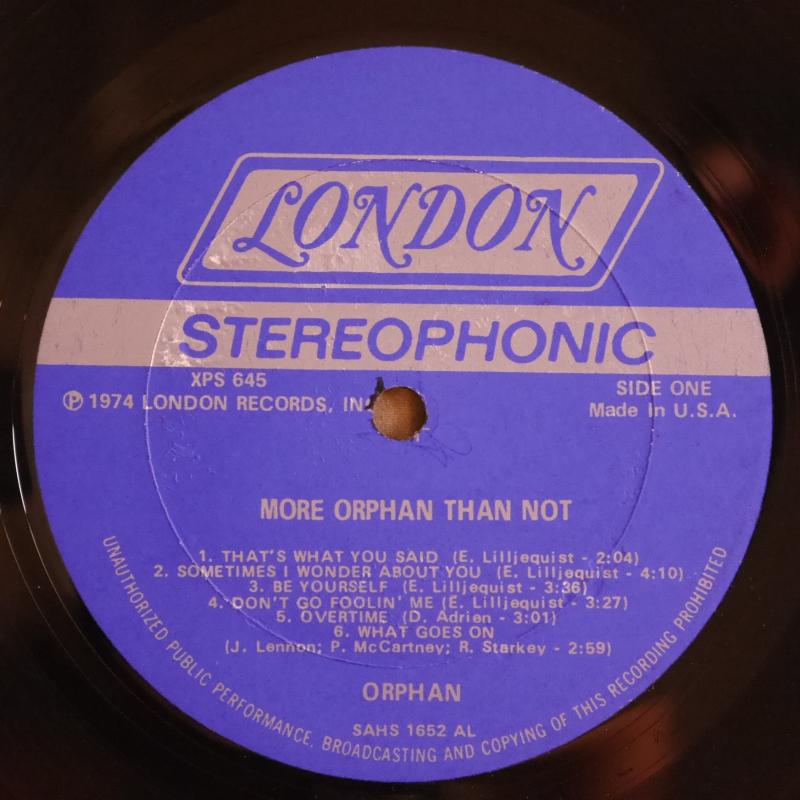 LONDON
STEREOPHONIC
XPS 645
SIDE ONE
Ⓟ 1974 LONDON RECORDS, IN
Made in U.S.A.
MORE ORPHAN THAN NOT
1. THAT'S WHAT YOU SAID (E. Lilljequist - 2:04)
2. SOMETIMES I WONDER ABOUT YOU (E. Lilljequist - 4:10)
3. BE YOURSELF (E. Lilljequist - 3:36)
4. DON'T GO FOOLIN' ME (E. Lilljequist - 3:27)
5. OVERTIME (D. Adrien - 3:01)
6. WHAT GOES ON
(J. Lennon; P. McCartney; R. Starkey - 2:59)
ORPHAN
SAHS 1652 AL
UNAUTHORIZED PUBLIC PERFORMANCE, BROADCASTING AND COPYING OF THIS RECORDING PROHIBITED